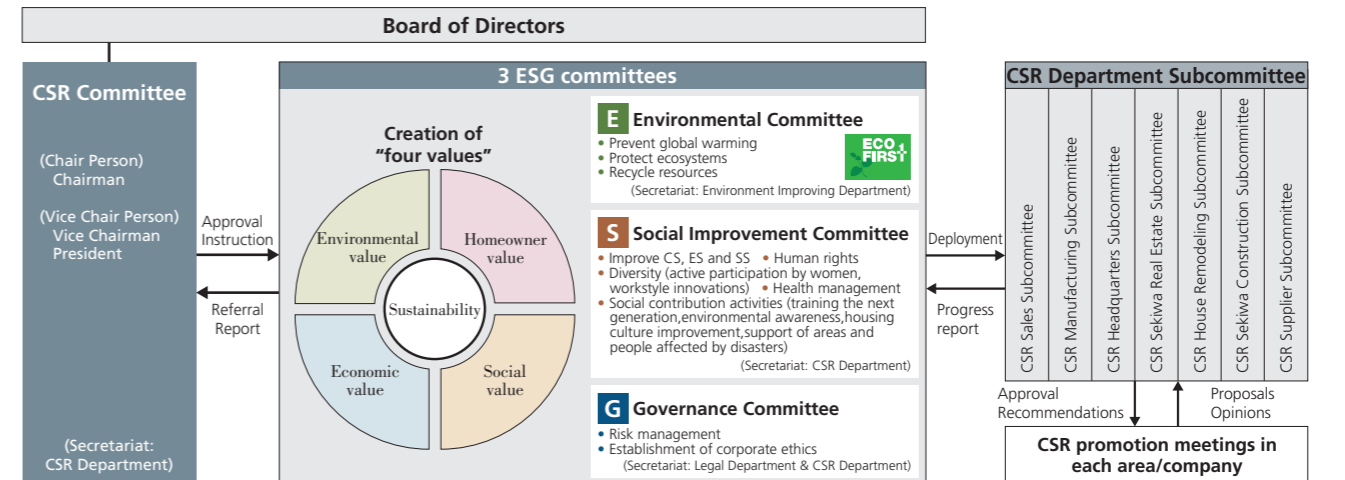 Board of Directors
CSR Committee
(Chair Person)
Chairman
(Vice Chair Person)
Vice Chairman
President
(Secretariat:
CSR Department)
Approval
Instruction
Referral
Report
3 ESG committees
Creation of
“four values”
Environmental
value
Homeowner
value
Sustainability
Economic
value
Social
value
E Environmental Committee
• Prevent global warming
• Protect ecosystems
• Recycle resources
ECO
FIRST
(Secretariat: Environment Improving Department)
S Social Improvement Committee
• Improve CS, ES and SS • Human rights
• Diversity (active participation by women,
workstyle innovations) • Health management
• Social contribution activities (training the next
generation,environmental awareness,housing
culture improvement,support of areas and
people affected by disasters)
(Secretariat: CSR Department)
G Governance Committee
• Risk management
• Establishment of corporate ethics
(Secretariat: Legal Department & CSR Department)
Deployment
Progress
report
CSR Department Subcommittee
CSR Sales Subcommittee
CSR Manufacturing Subcommittee
CSR Headquarters Subcommittee
CSR Sekiwa Real Estate Subcommittee
CSR House Remodeling Subcommittee
CSR Sekiwa Construction Subcommittee
CSR Supplier Subcommittee
Approval
Recommendations
Proposals
Opinions
CSR promotion meetings in
each area/company